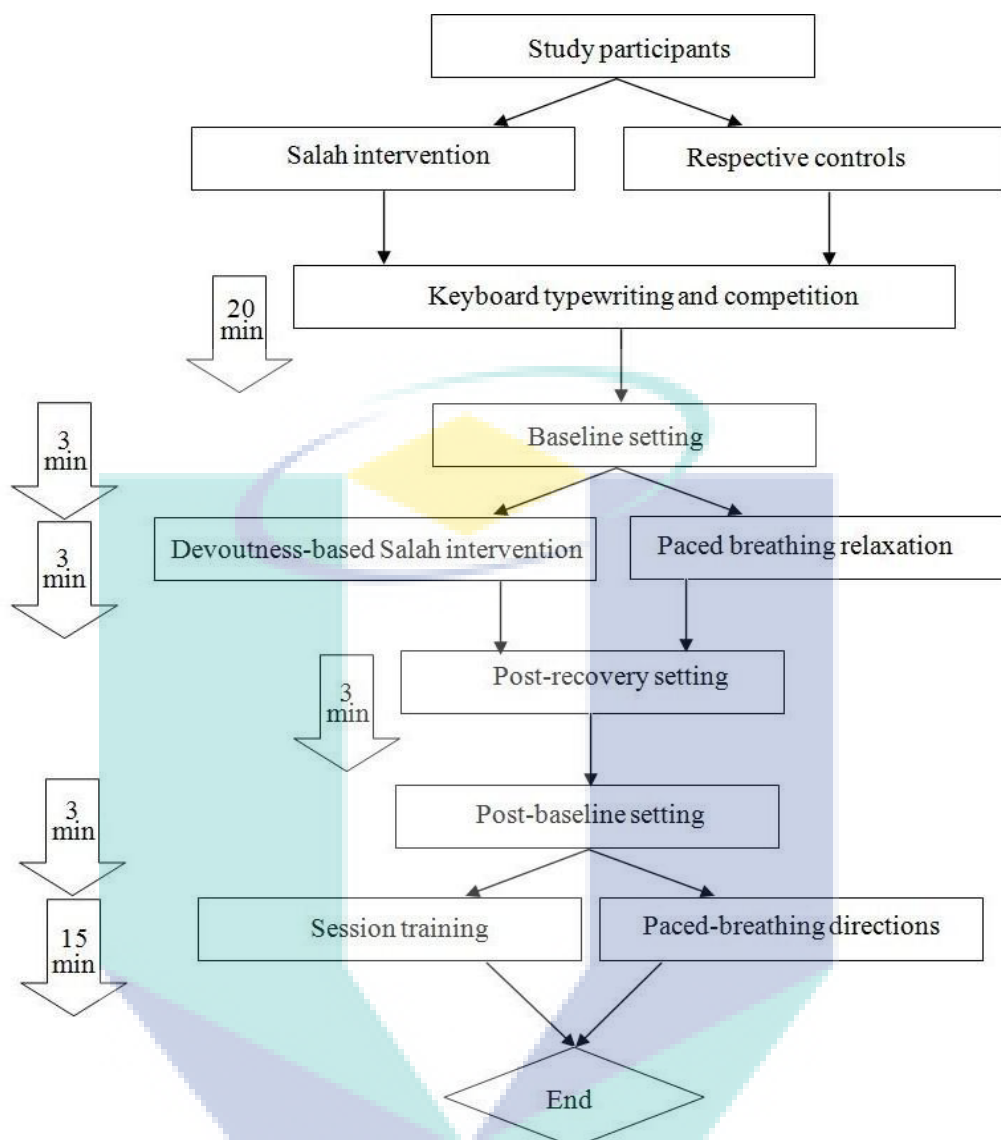 Study participants
Salah intervention
Respective controls
Keyboard typewriting and competition
20
min
Baseline setting
3
min
Devoutness-based Salah intervention
Paced breathing relaxation
3
min
Post-recovery setting
3
min
Post-baseline setting
3
min
Session training
Paced-breathing directions
15
min
End